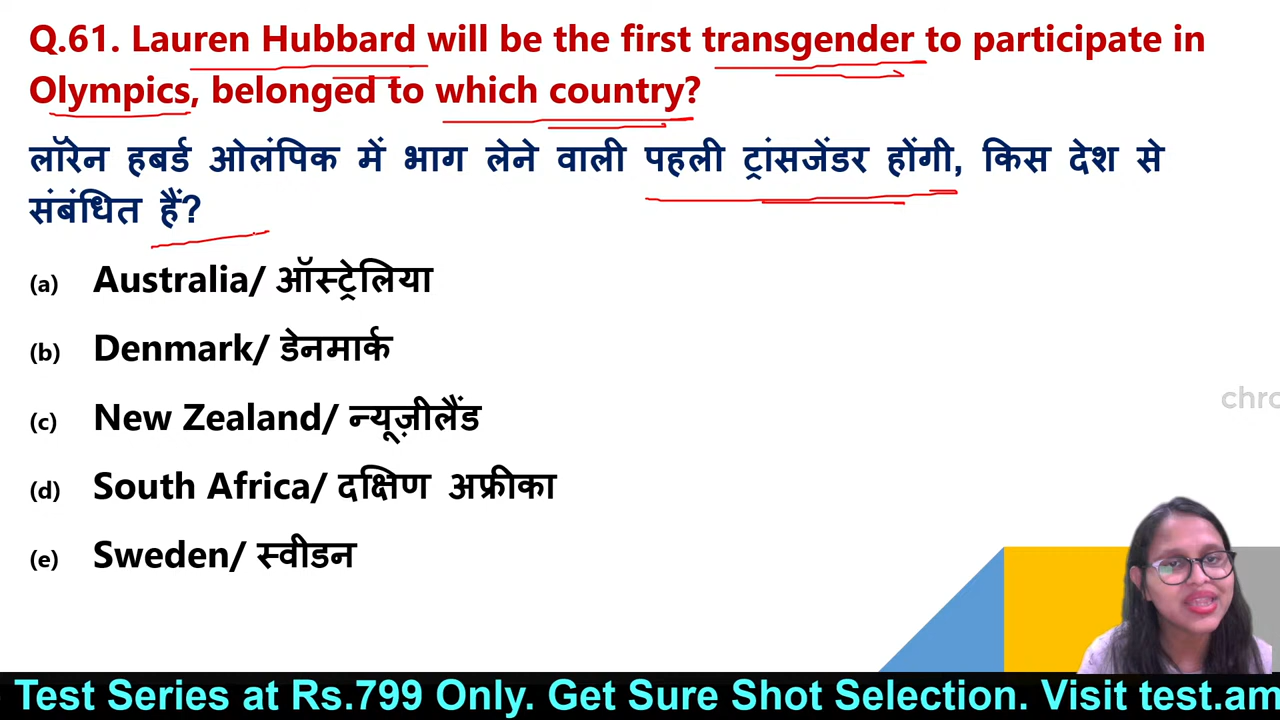 Q.61. Lauren Hubbard will be the first transgender to participate in
Olympics, belonged to which country?
लॉरेन हबर्ड ओलंपिक में भाग लेने वाली पहली ट्रांसजेंडर होंगी, किस देश से
संबंधित हैं?
(a) Australia/ ऑस्ट्रेलिया
(b) Denmark/ डेनमार्क
(c) New Zealand/ न्यूज़ीलैंड
(d) South Africa/ दक्षिण अफ्रीका
(e) Sweden/ स्वीडन
chro
Test Series at Rs.799 Only. Get Sure Shot Selection. Visit test.am